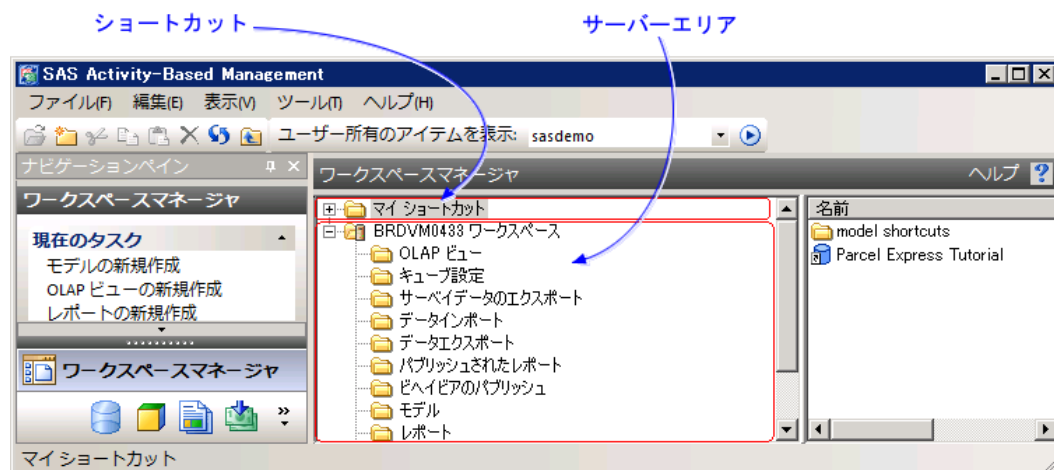 ショートカット
サーバーエリア
SAS Activity-Based Management
ファイル(F) 編集(E) 表示(V) ツール(T) ヘルプ(H)
ユーザー所有のアイテムを表示: sasdemo
ナビゲーションペイン
ワークスペースマネージャ
現在のタスク
モデルの新規作成
OLAP ビューの新規作成
レポートの新規作成
ワークスペースマネージャ
ワークスペースマネージャ
ヘルプ
マイ ショートカット
BRDVM0433 ワークスペース
OLAP ビュー
キューブ設定
サーベイデータのエクスポート
データインポート
データエクスポート
パブリッシュされたレポート
ビヘイビアのパブリッシュ
モデル
レポート
名前
model shortcuts
Parcel Express Tutorial
マイ ショートカット